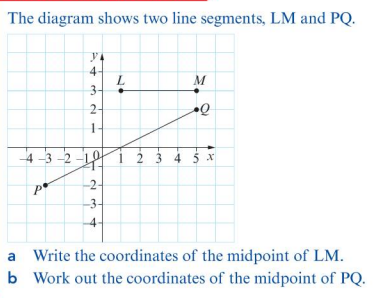 The diagram shows two line segments, LM and PQ.
y
4
L M
3
2 Q
1
-4 -3 -2 -1 0 1 2 3 4 5 x
-1
P -2
-3
-4
a Write the coordinates of the midpoint of LM.
b Work out the coordinates of the midpoint of PQ.